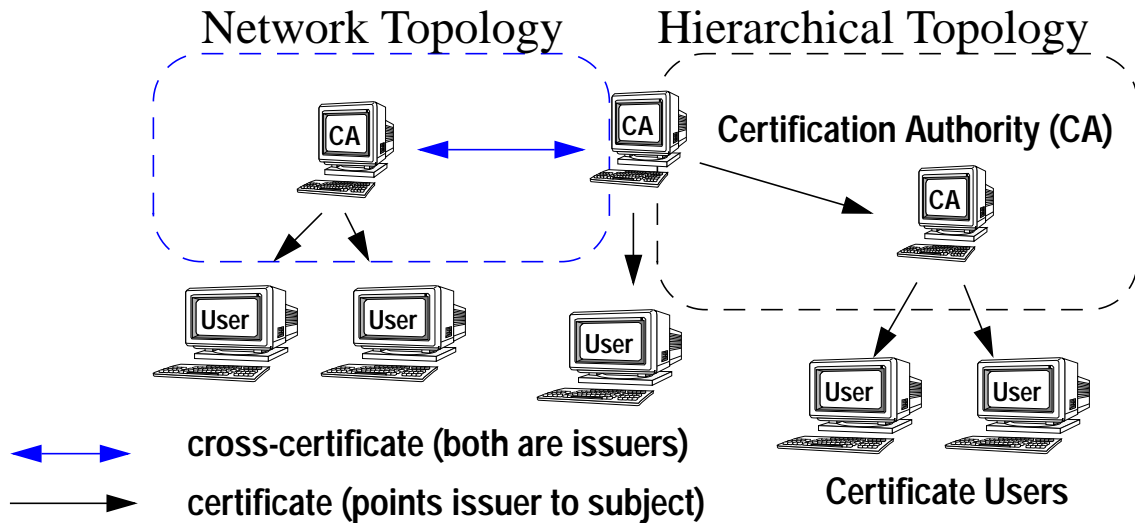 Network Topology
Hierarchical Topology
CA
CA
Certification Authority (CA)
CA
User
User
User
User
User
cross-certificate (both are issuers)
certificate (points issuer to subject)
Certificate Users